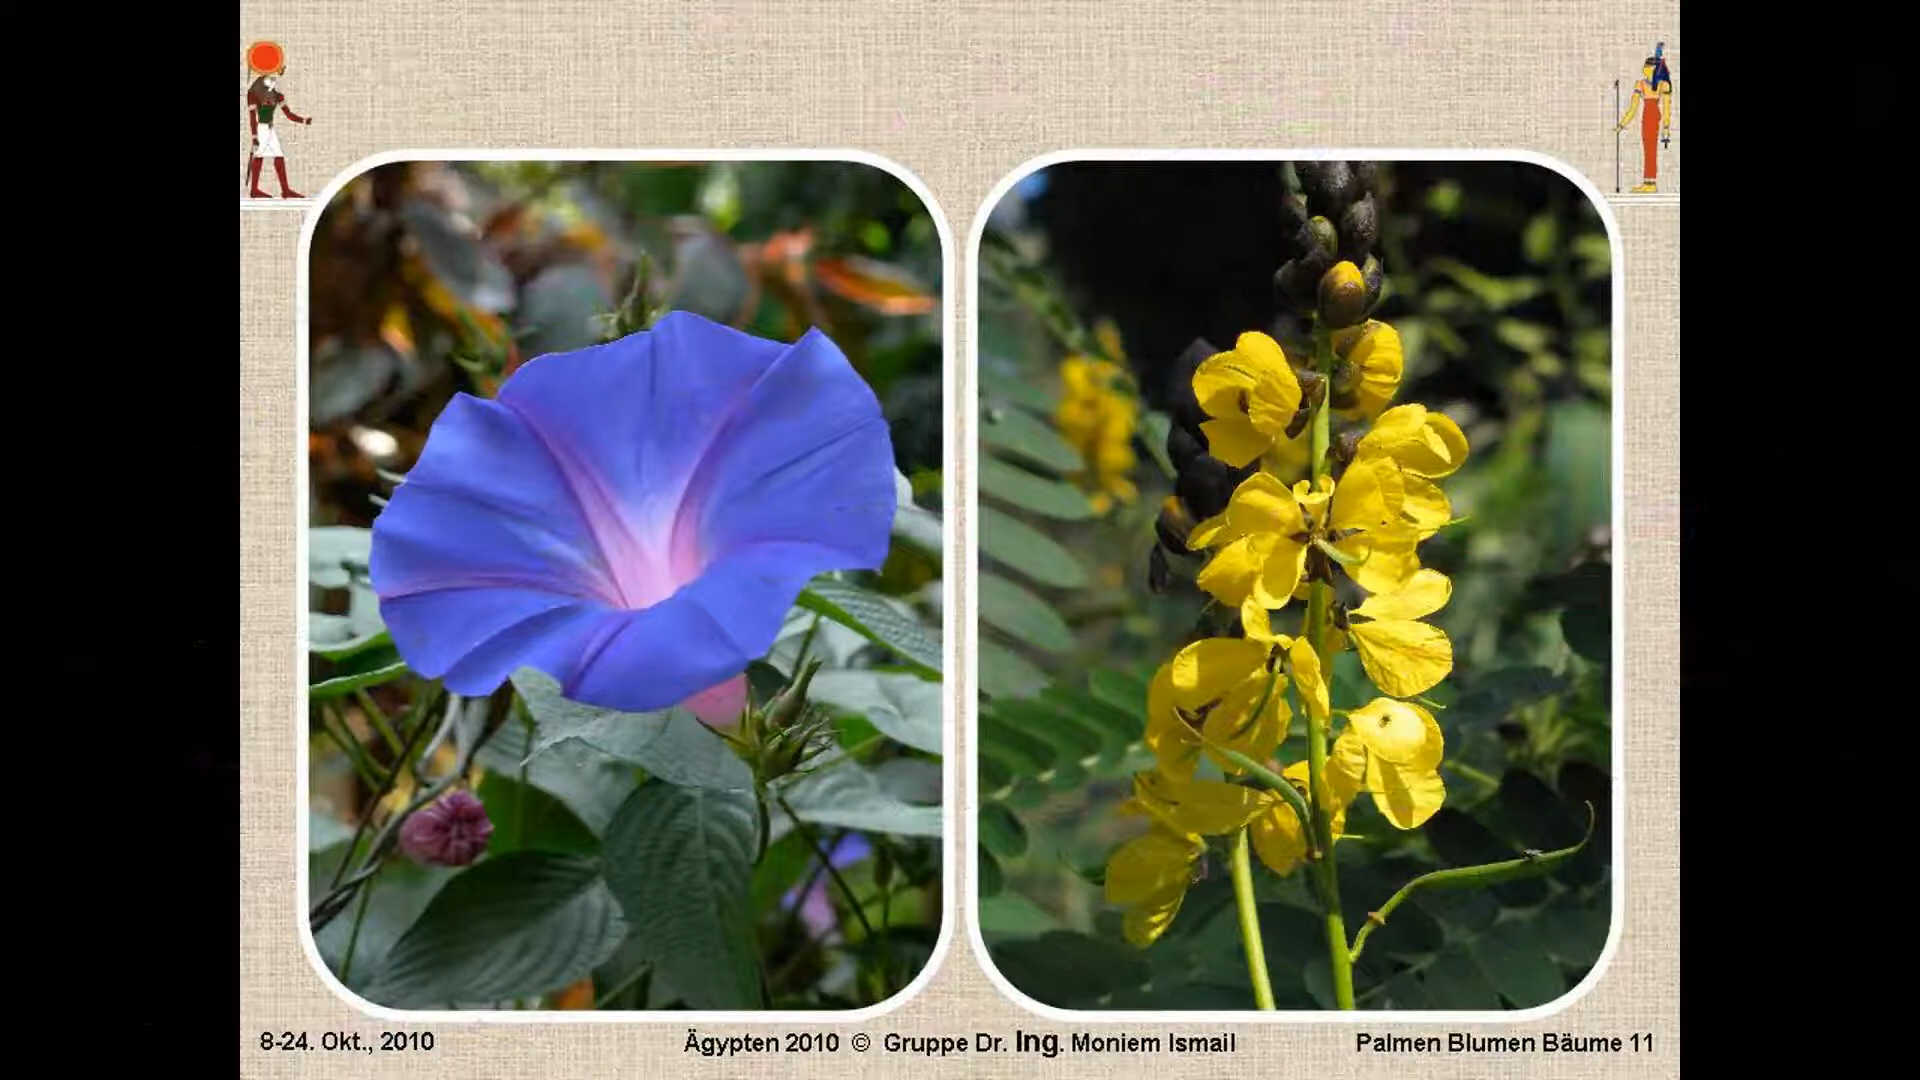 8-24. Okt., 2010
Ägypten 2010 © Gruppe Dr. Ing. Moniem Ismail
Palmen Blumen Bäume 11